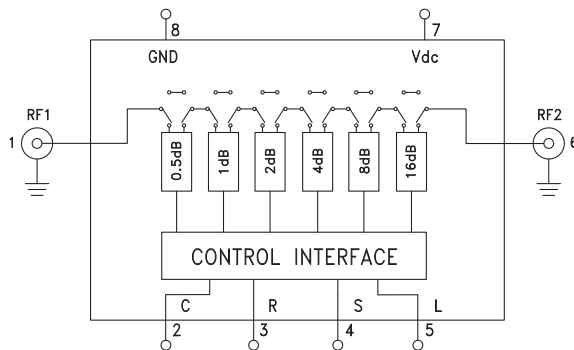 8 7
GND Vdc
RF1 RF2
1 6
0.5dB 1dB 2dB 4dB 8dB 16dB
CONTROL INTERFACE
C R S L
2 3 4 5